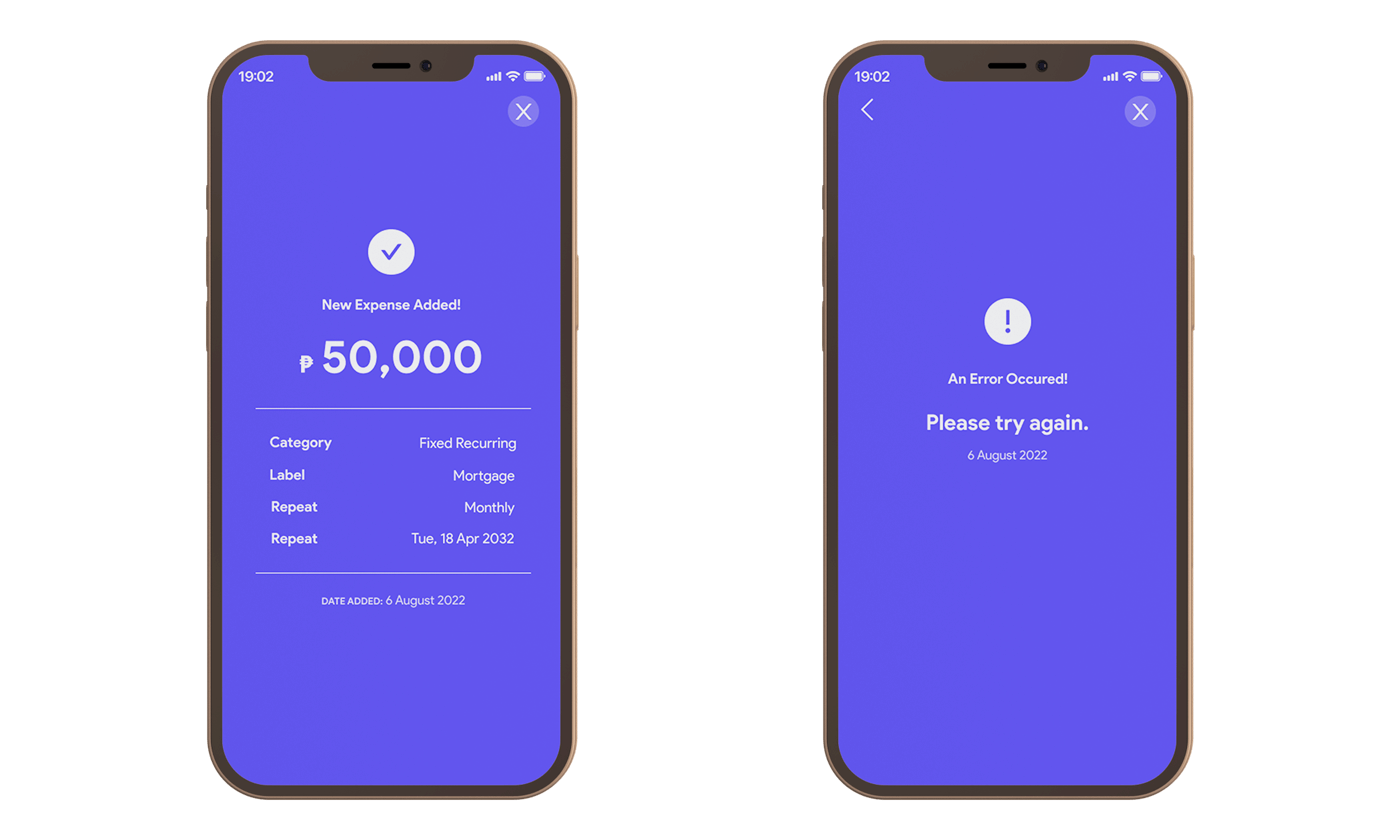 19:02
X
New Expense Added!
₱ 50,000
Category Fixed Recurring
Label Mortgage
Repeat Monthly
Repeat Tue, 18 Apr 2032
DATE ADDED: 6 August 2022
19:02
X
!
An Error Occured!
Please try again.
6 August 2022